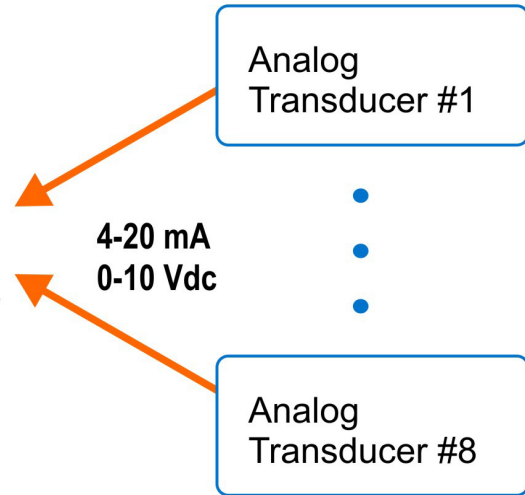 Analog
Transducer #1
4-20 mA
0-10 Vdc
Analog
Transducer #8